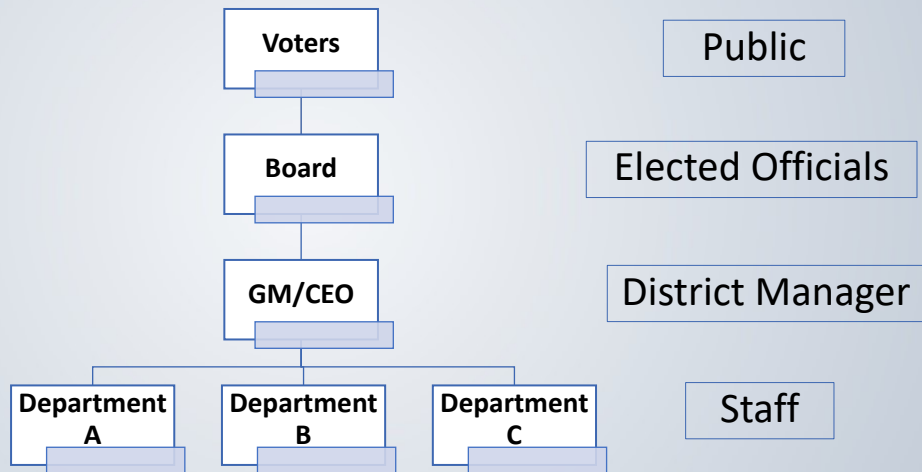 Voters
Public
Board
Elected Officials
GM/CEO
District Manager
Department
A
Department
B
Department
C
Staff